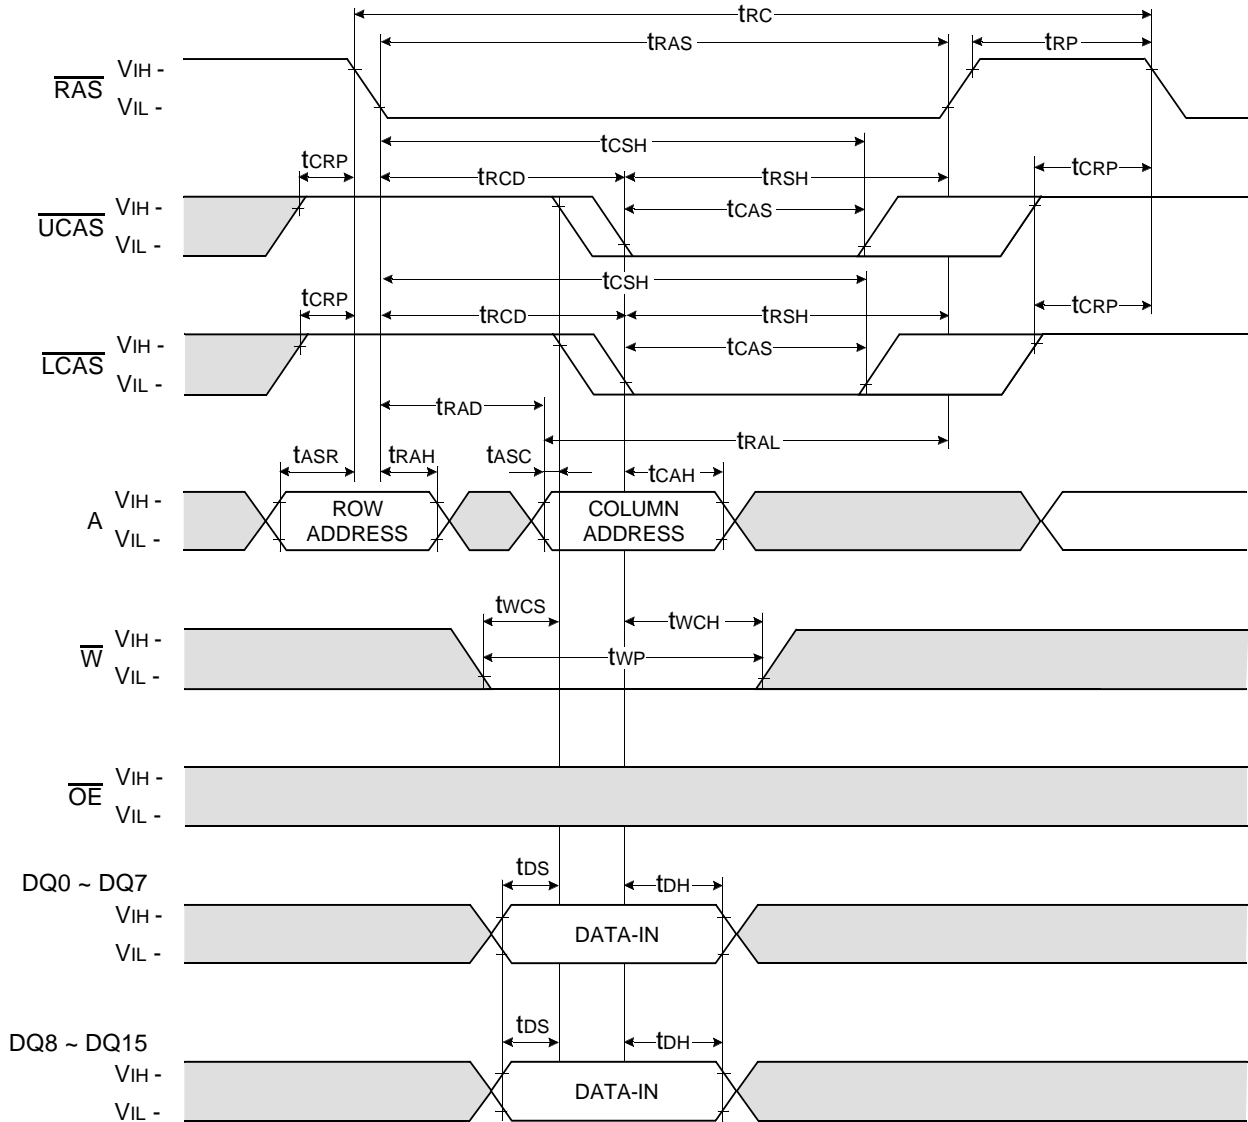 tRC
tRAS
tRP
RAS
VIH -
VIL -
tCSH
tCRP
tRCD
tRSH
tCRP
UCAS
VIH -
VIL -
tCAS
tCSH
tCRP
tRCD
tRSH
tCRP
LCAS
VIH -
VIL -
tCAS
tRAD
tRAL
tASR
tRAH
tASC
tCAH
A
VIH -
VIL -
ROW
ADDRESS
COLUMN
ADDRESS
tWCS
tWCH
W
VIH -
VIL -
tWP
OE
VIH -
VIL -
DQ0 ~ DQ7
tDS
tDH
VIH -
VIL -
DATA-IN
DQ8 ~ DQ15
tDS
tDH
VIH -
VIL -
DATA-IN